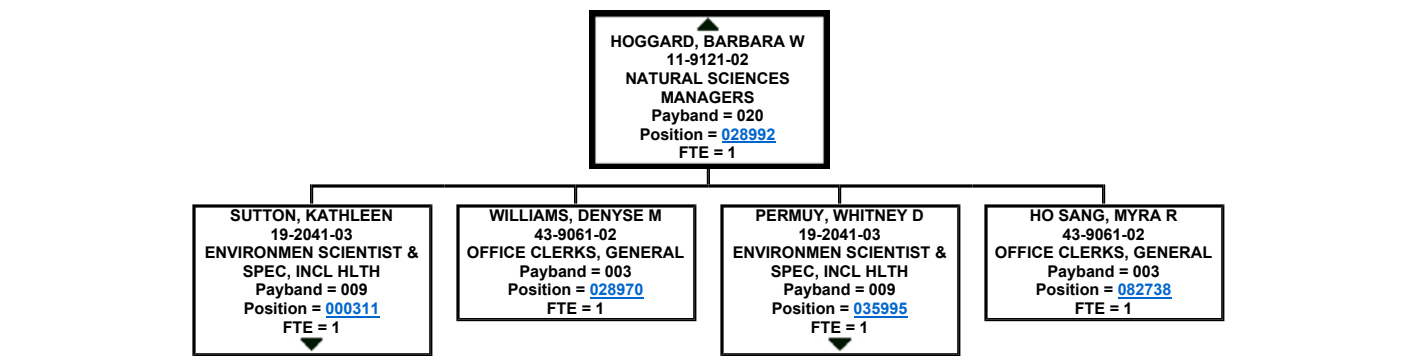 HOGGARD, BARBARA W
11-9121-02
NATURAL SCIENCES
MANAGERS
Payband = 020
Position = 028992
FTE = 1
SUTTON, KATHLEEN
19-2041-03
ENVIRONMEN SCIENTIST &
SPEC, INCL HLTH
Payband = 009
Position = 000311
FTE = 1
WILLIAMS, DENYSE M
43-9061-02
OFFICE CLERKS, GENERAL
Payband = 003
Position = 028970
FTE = 1
PERMUY, WHITNEY D
19-2041-03
ENVIRONMEN SCIENTIST &
SPEC, INCL HLTH
Payband = 009
Position = 035995
FTE = 1
HO SANG, MYRA R
43-9061-02
OFFICE CLERKS, GENERAL
Payband = 003
Position = 082738
FTE = 1